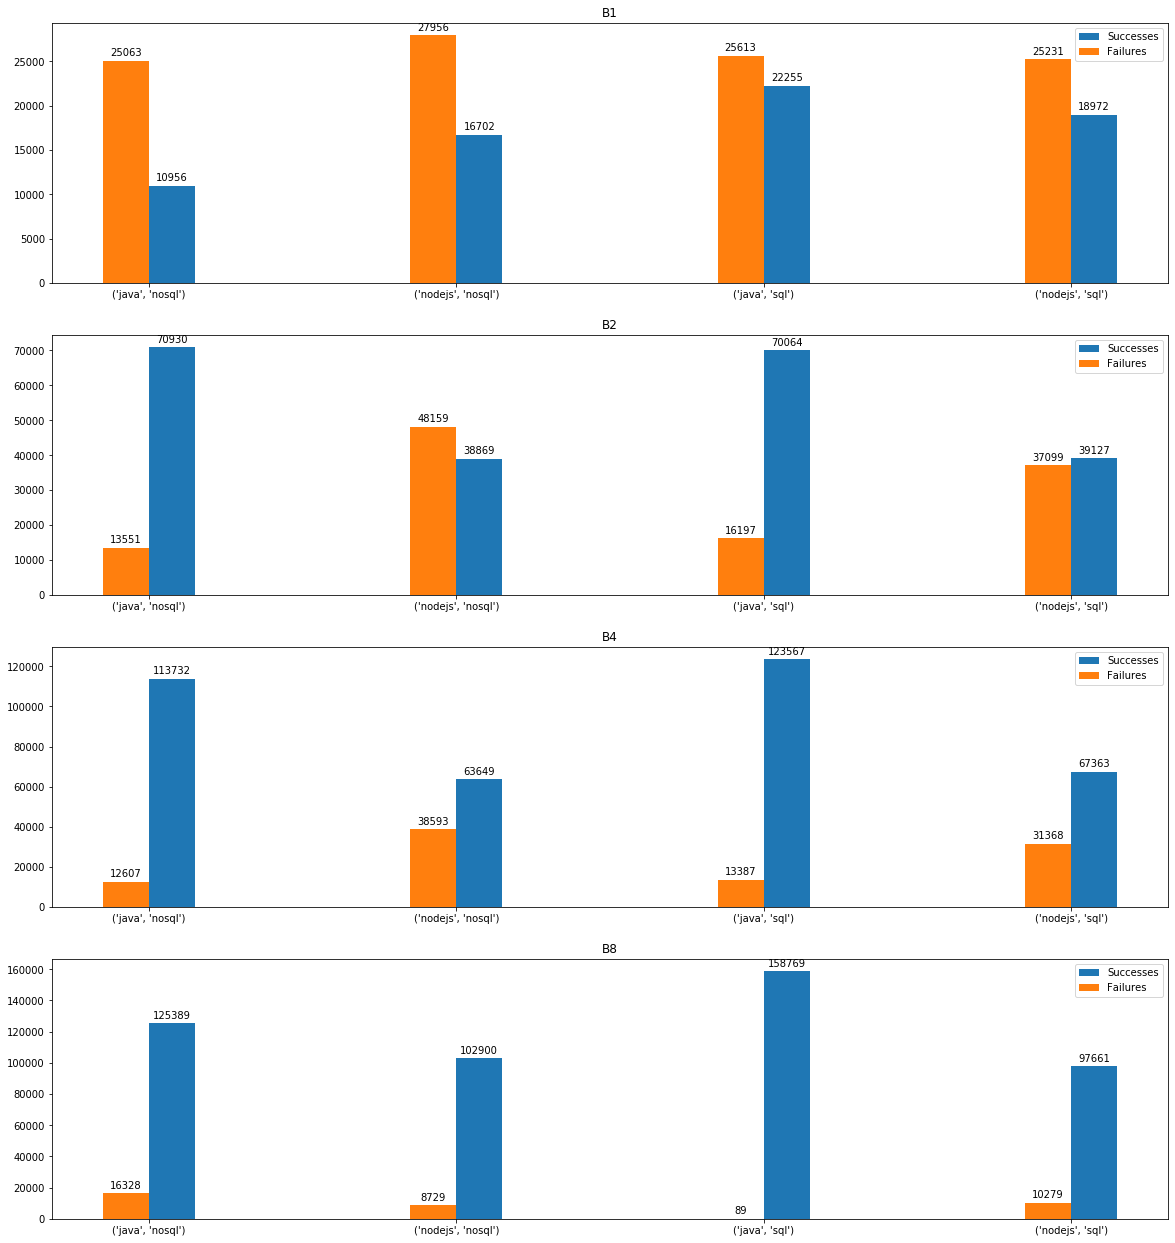 B1
Successes
Failures
25063
10956
27956
16702
25613
22255
25231
18972
25000
20000
15000
10000
5000
0
('java', 'nosql')
('nodejs', 'nosql')
('java', 'sql')
('nodejs', 'sql')
B2
Successes
Failures
13551
70930
48159
38869
16197
70064
37099
39127
70000
60000
50000
40000
30000
20000
10000
0
('java', 'nosql')
('nodejs', 'nosql')
('java', 'sql')
('nodejs', 'sql')
B4
Successes
Failures
12607
113732
38593
63649
13387
123567
31368
67363
120000
100000
80000
60000
40000
20000
0
('java', 'nosql')
('nodejs', 'nosql')
('java', 'sql')
('nodejs', 'sql')
B8
Successes
Failures
16328
125389
8729
102900
89
158769
10279
97661
160000
140000
120000
100000
80000
60000
40000
20000
0
('java', 'nosql')
('nodejs', 'nosql')
('java', 'sql')
('nodejs', 'sql')